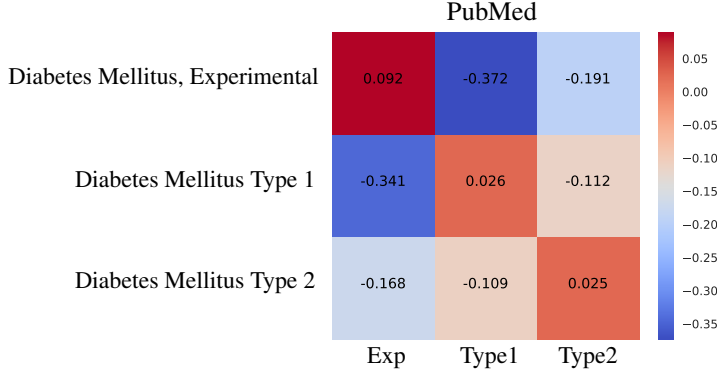 PubMed
Diabetes Mellitus, Experimental
0.092 -0.372 -0.191
Diabetes Mellitus Type 1
-0.341 0.026 -0.112
Diabetes Mellitus Type 2
-0.168 -0.109 0.025
Exp Type1 Type2
0.05
0.00
−0.05
−0.10
−0.15
−0.20
−0.25
−0.30
−0.35